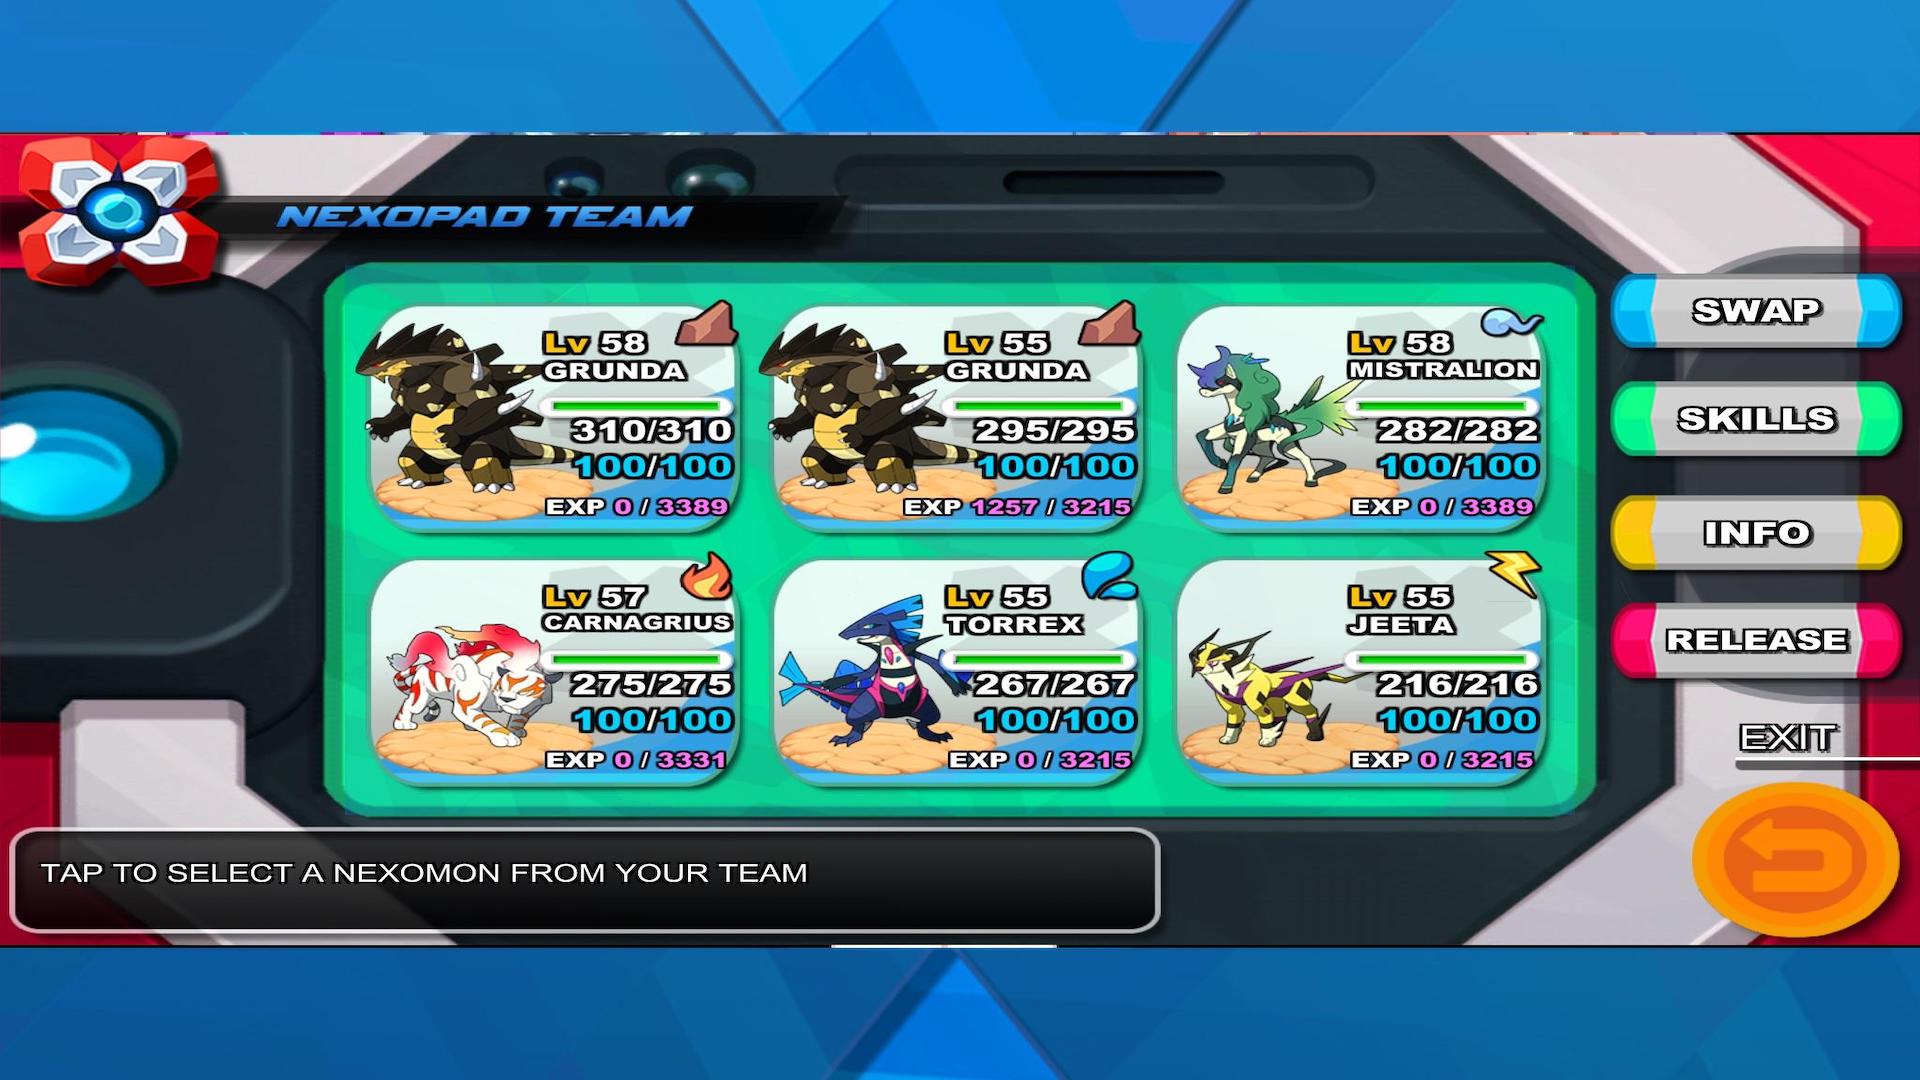 NEXOPAD TEAM
Lv 58
GRUNDA
310/310
100/100
EXP 0 / 3389
Lv 55
GRUNDA
295/295
100/100
EXP 1257 / 3215
Lv 58
MISTRALION
282/282
100/100
EXP 0 / 3389
Lv 57
CARNAGRIUS
275/275
100/100
EXP 0 / 3331
Lv 55
TORREX
267/267
100/100
EXP 0 / 3215
Lv 55
JEETA
216/216
100/100
EXP 0 / 3215
SWAP
SKILLS
INFO
RELEASE
EXIT
TAP TO SELECT A NEXOMON FROM YOUR TEAM